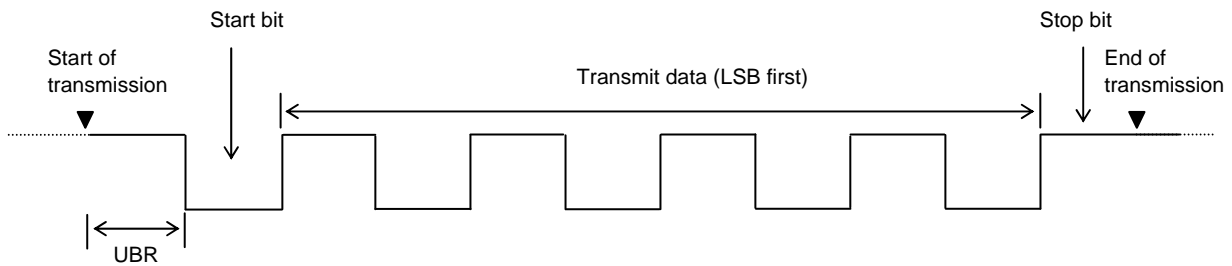 Start bit
Stop bit
Start of
transmission
End of
transmission
Transmit data (LSB first)
UBR